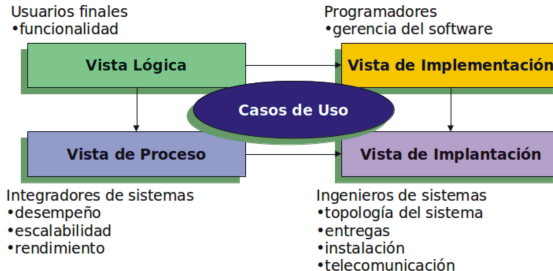 Usuarios finales
•funcionalidad
Programadores
•gerencia del software
Vista Lógica
Vista de Implementación
Casos de Uso
Vista de Proceso
Vista de Implantación
Integradores de sistemas
•desempeño
•escalabilidad
•rendimiento
Ingenieros de sistemas
•topología del sistema
•entregas
•instalación
•telecomunicación